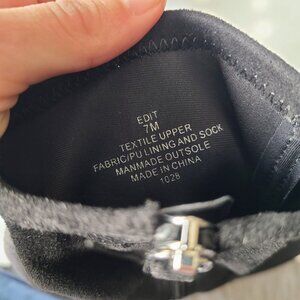 EDIT
7M
TEXTILE UPPER
FABRIC/PU LINING AND SOCK
MANMADE OUTSOLE
MADE IN CHINA
1028